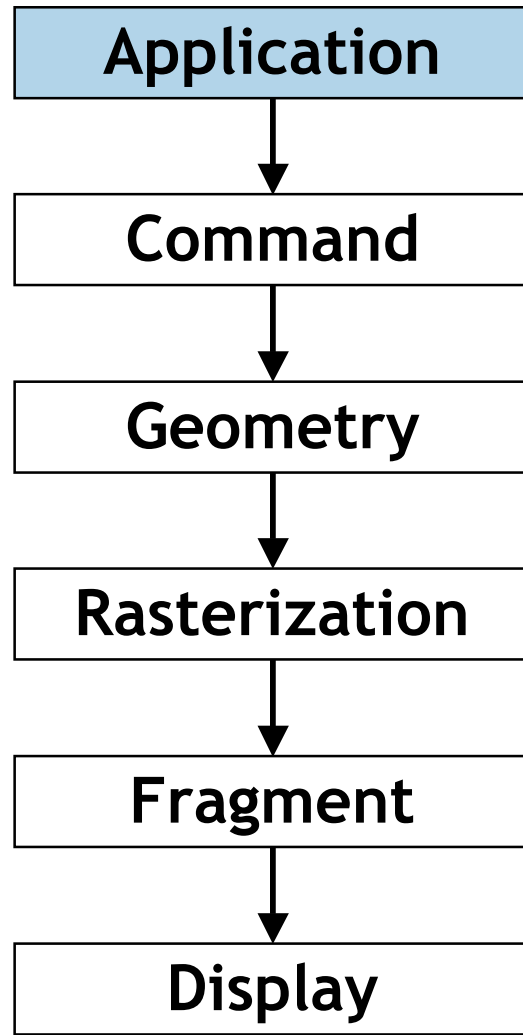 Application
Command
Geometry
Rasterization
Fragment
Display